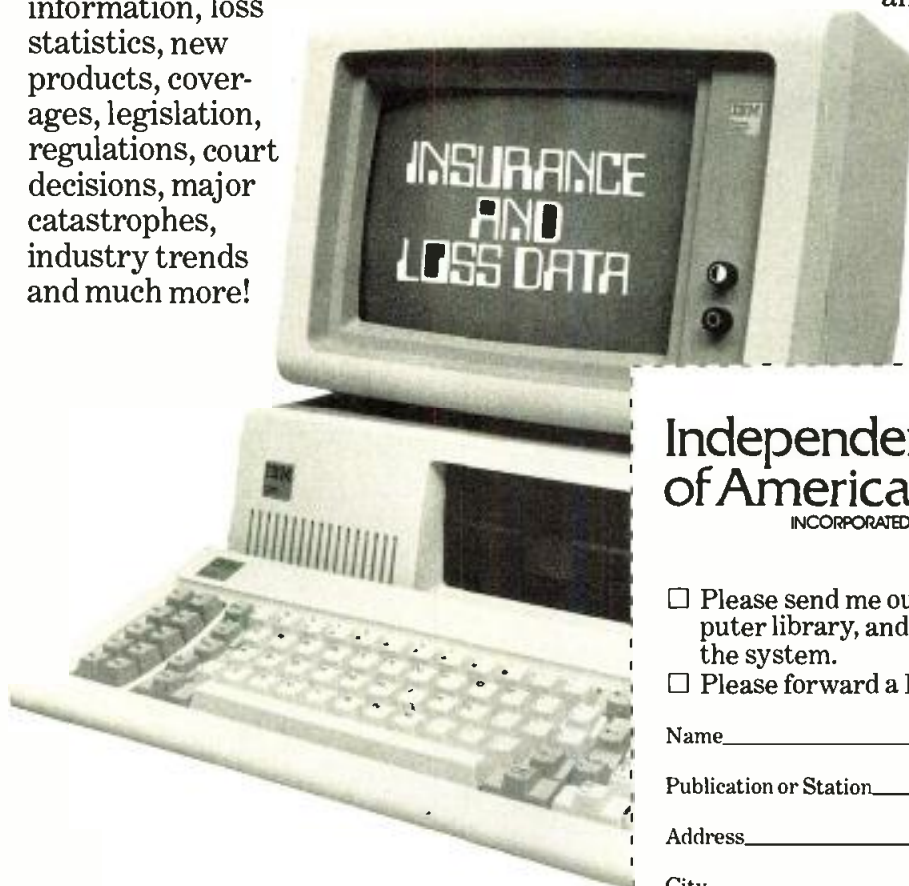 information, loss
statistics, new
products, cover-
ages, legislation,
regulations, court
decisions, major
catastrophes,
industry trends
and much more!
IBM
INSURANCE
AND
LOSS DATA
IBM
of America
INCORPORATED
☐ Please send me
puter library, and
the system.
☐ Please forward a
Name
Publication or Station
Address
City